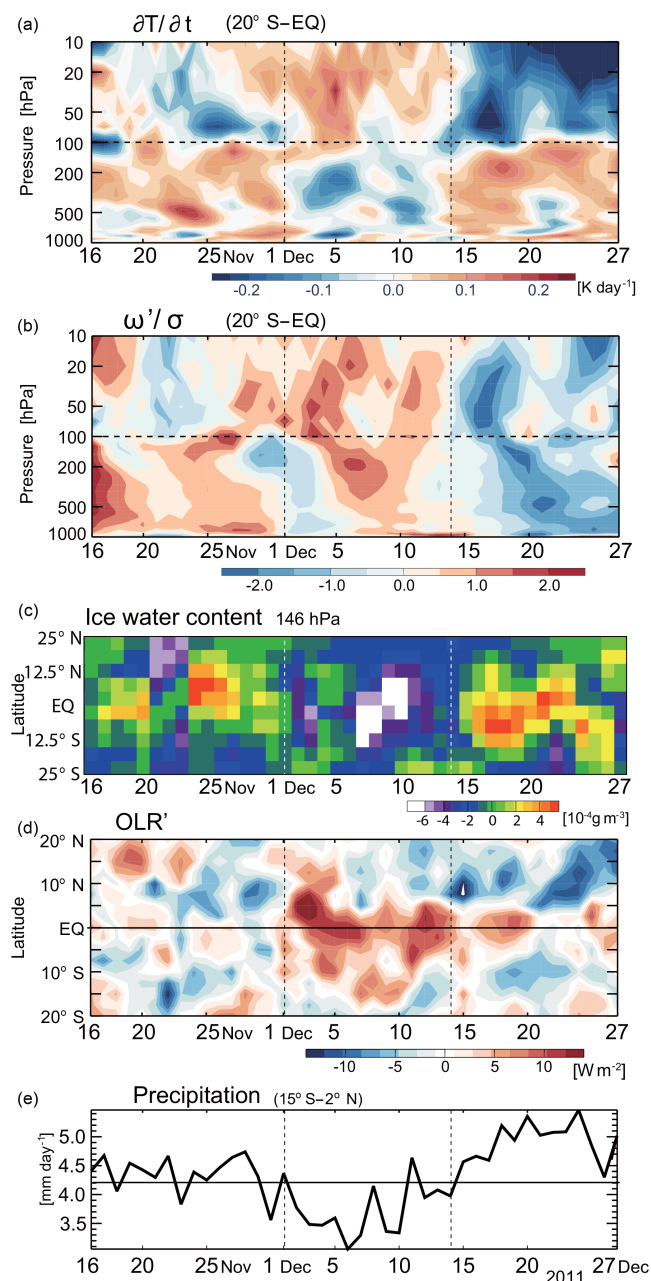 (a) ∂T/∂t (20° S–EQ)
10
20
50
100
200
500
1000
Pressure [hPa]
16 20 25 Nov 1 Dec 5 10 15 20 27
-0.2 -0.1 0.0 0.1 0.2 [K day⁻¹]
(b) ω'/σ (20° S–EQ)
10
20
50
100
200
500
1000
Pressure [hPa]
16 20 25 Nov 1 Dec 5 10 15 20 27
-2.0 -1.0 0.0 1.0 2.0
(c) Ice water content 146 hPa
25° N
12.5° N
EQ
12.5° S
25° S
Latitude
16 20 25 Nov 1 Dec 5 10 15 20 27
-6 -4 -2 0 2 4 [10⁻⁴g m⁻³]
(d) OLR'
20° N
10° N
EQ
10° S
20° S
Latitude
16 20 25 Nov 1 Dec 5 10 15 20 27
-10 -5 0 5 10 [W m⁻²]
(e) Precipitation (15° S–2° N)
5.0
4.5
4.2
3.5
[mm day⁻¹]
16 20 25 Nov 1 Dec 5 10 15 20 27 Dec
2011